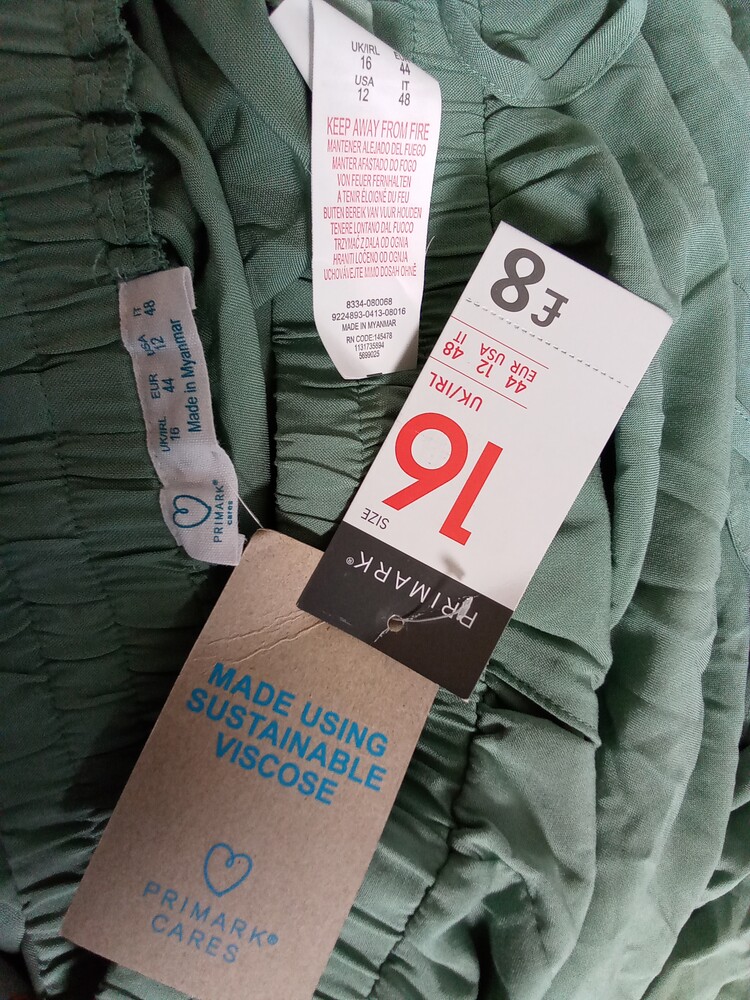 UK/IRL
16 44
USA IT
12 48
KEEP AWAY FROM FIRE
MANTENER ALEJADO DEL FUEGO
MANTER AFASTADO DO FOGO
VON FEUER FERNHALTEN
A TENIR ÉLOIGNÉ DU FEU
BUITEN BEREIK VAN VUUR HOUDEN
TENERE LONTANO DAL FUOCO
TRZYMAĆ Z DALA OD OGNIA
HRANITI LOČENO OD OGNJA
UCHOVÁVEJTE MIMO DOSAH OHNĚ
8334-080068
9224893-0413-08016
MADE IN MYANMAR
RN CODE:145478
1131735894
5699025
UK/IRL EUR USA IT
16 44 12 48
Made in Myanmar
PRIMARK®
cares
PRIMARK®
SIZE
16
UK/IRL
44 12 48
EUR USA IT
£8
MADE USING
SUSTAINABLE
VISCOSE
PRIMARK®
CARES